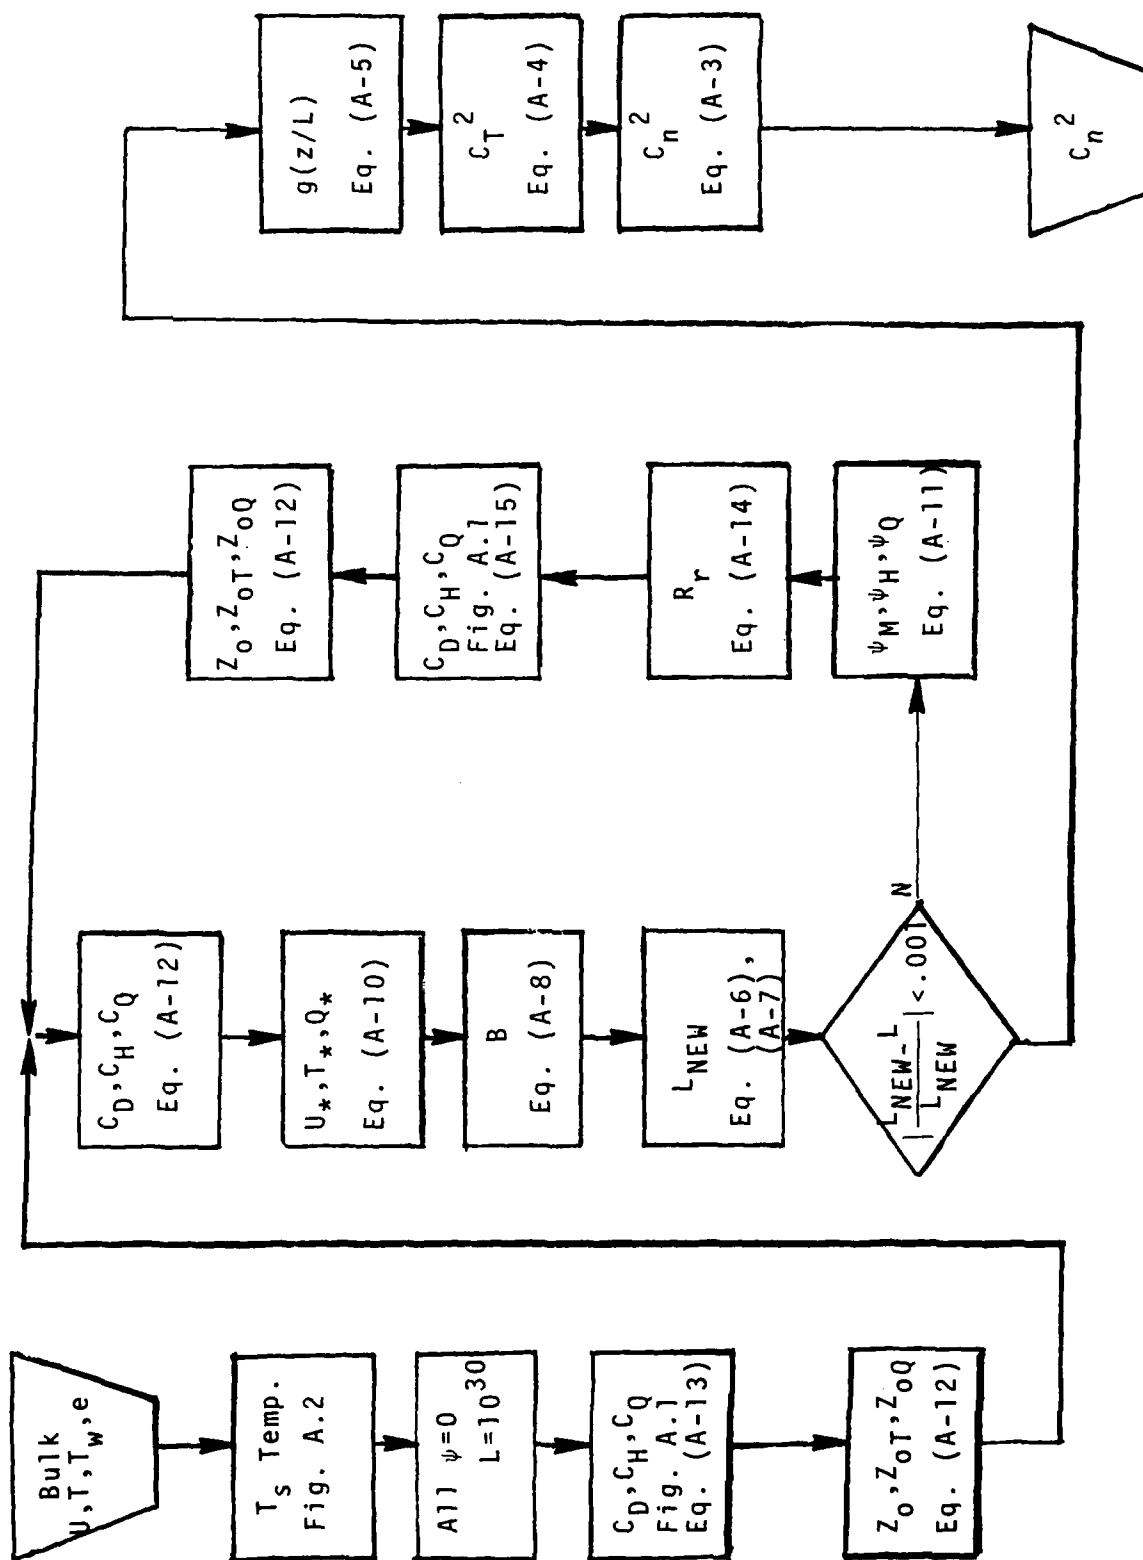 Bulk
U,T,T_w,e
T_s Temp.
Fig. A.2
All ψ=0
L=10^30
C_D,C_H,C_Q
Fig. A.1
Eq. (A-13)
Z_o,Z_oT,Z_oQ
Eq. (A-12)
C_D,C_H,C_Q
Eq. (A-12)
U_*,T_*,Q_*
Eq. (A-10)
B
Eq. (A-8)
L_NEW
Eq. (A-6),
(A-7)
|L_NEW-L
L_NEW|<.001
N
ψ_M,ψ_H,ψ_Q
Eq. (A-11)
R_r
Eq. (A-14)
C_D,C_H,C_Q
Fig. A.1
Eq. (A-15)
Z_o,Z_oT,Z_oQ
Eq. (A-12)
g(z/L)
Eq. (A-5)
C_T^2
Eq. (A-4)
C_n^2
Eq. (A-3)
C_n^2